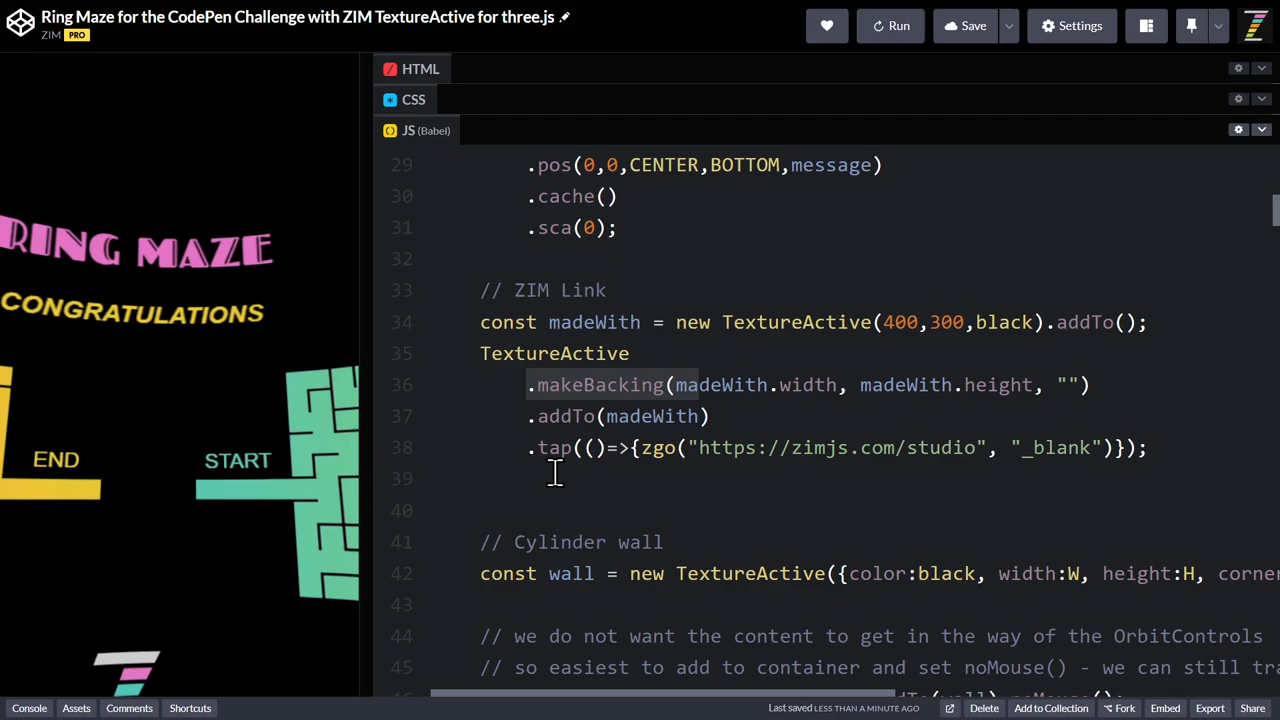 Ring Maze for the CodePen Challenge with ZIM TextureActive for three.js
ZIM PRO
Run
Save
Settings
HTML
CSS
JS (Babel)
RING MAZE
CONGRATULATIONS
END
START
29 .pos(0,0,CENTER,BOTTOM,message)
30 .cache()
31 .sca(0);
32
33 // ZIM Link
34 const madeWith = new TextureActive(400,300,black).addTo();
35 TextureActive
36 .makeBacking(madeWith.width, madeWith.height, "")
37 .addTo(madeWith)
38 .tap(()=>{zgo("https://zimjs.com/studio", "_blank")});
39
40
41 // Cylinder wall
42 const wall = new TextureActive({color:black, width:W, height:H, corner
43
44 // we do not want the content to get in the way of the OrbitControls
45 // so easiest to add to container and set noMouse() - we can still tra
Console
Assets
Comments
Shortcuts
Last saved LESS THAN A MINUTE AGO
Delete
Add to Collection
Fork
Embed
Export
Share